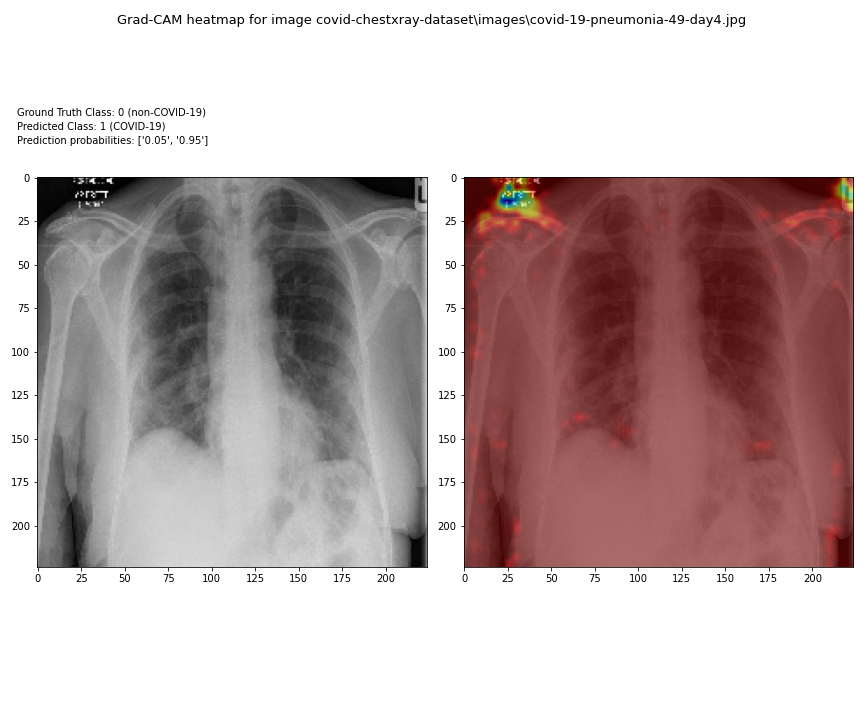 Grad-CAM heatmap for image covid-chestxray-dataset\images\covid-19-pneumonia-49-day4.jpg
Ground Truth Class: 0 (non-COVID-19)
Predicted Class: 1 (COVID-19)
Prediction probabilities: ['0.05', '0.95']
0
25
50
75
100
125
150
175
200
0 25 50 75 100 125 150 175 200
L
0
25
50
75
100
125
150
175
200
0 25 50 75 100 125 150 175 200